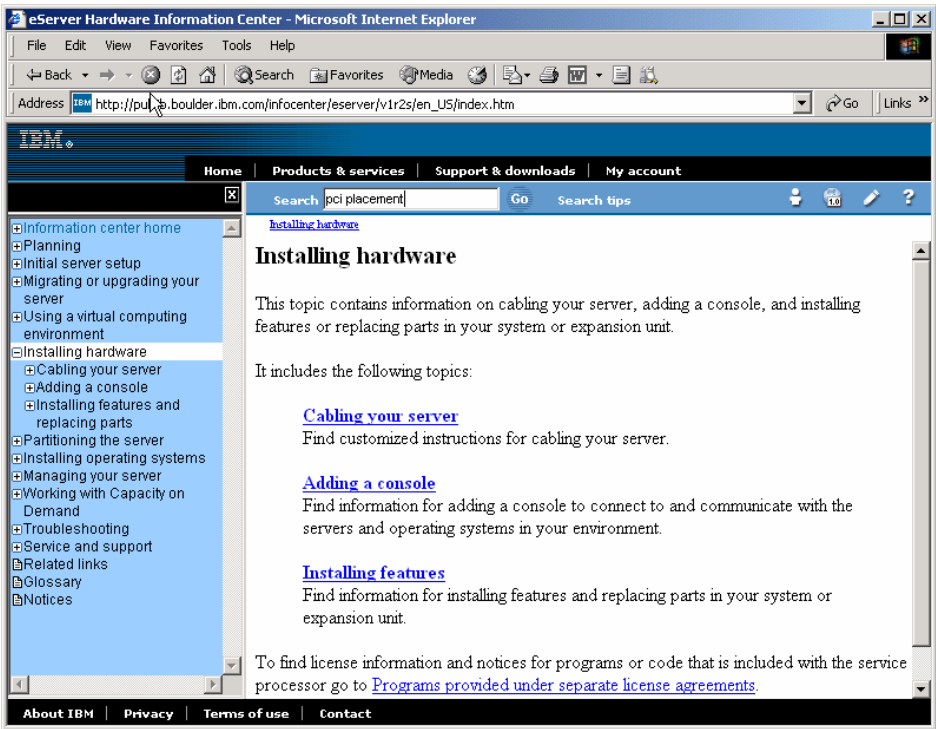 eServer Hardware Information Center - Microsoft Internet Explorer
File Edit View Favorites Tools Help
Back Search Favorites Media
Address IBM http://pu b.boulder.ibm.com/infocenter/eserver/v1r2s/en_US/index.htm Go Links »
IBM
Home | Products & services | Support & downloads | My account
X
Search pci placement Go Search tips 1.0 ?
Installing hardware
Information center home
Planning
Initial server setup
Migrating or upgrading your
server
Using a virtual computing
environment
Installing hardware
Cabling your server
Adding a console
Installing features and
replacing parts
Partitioning the server
Installing operating systems
Managing your server
Working with Capacity on
Demand
Troubleshooting
Service and support
Related links
Glossary
Notices
Installing hardware
This topic contains information on cabling your server, adding a console, and installing
features or replacing parts in your system or expansion unit.
It includes the following topics:
Cabling your server
Find customized instructions for cabling your server.
Adding a console
Find information for adding a console to connect to and communicate with the
servers and operating systems in your environment.
Installing features
Find information for installing features and replacing parts in your system or
expansion unit.
To find license information and notices for programs or code that is included with the service
processor go to Programs provided under separate license agreements.
About IBM | Privacy | Terms of use | Contact